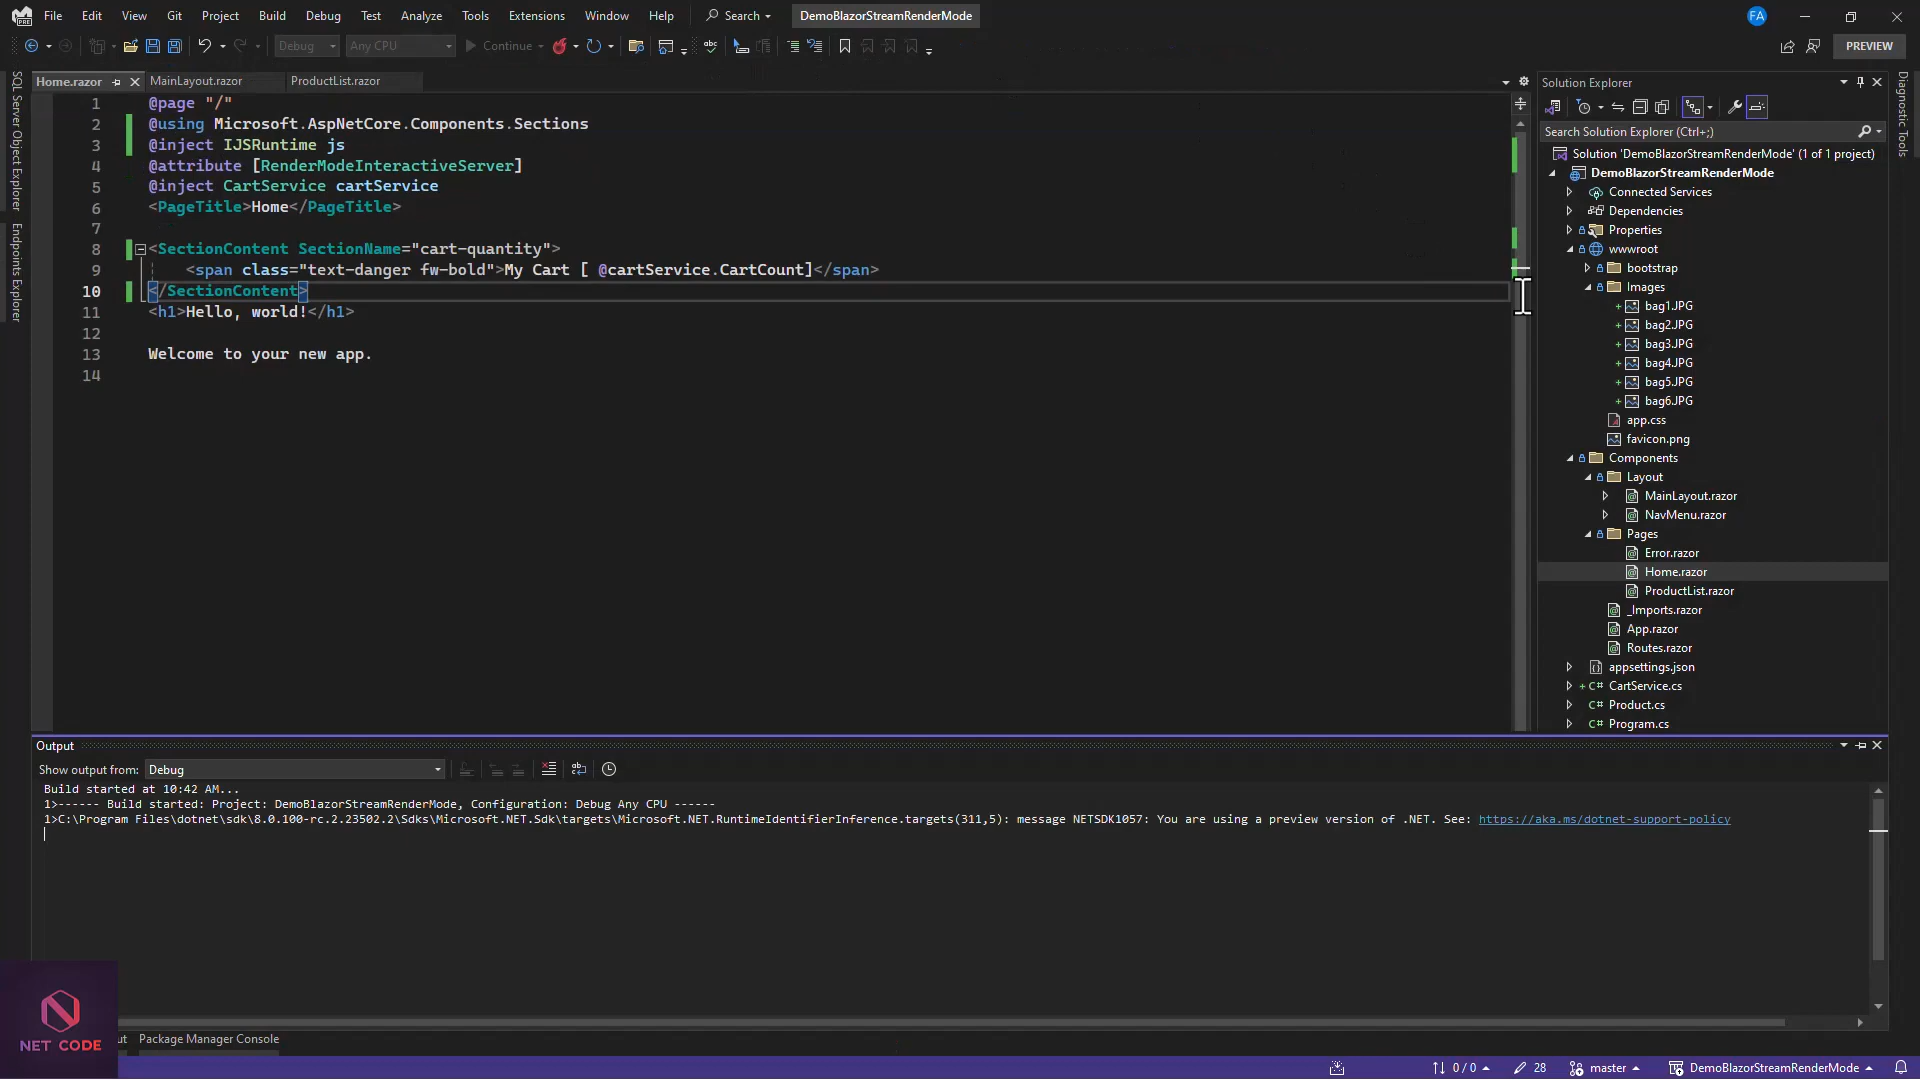 File Edit View Git Project Build Debug Test Analyze Tools Extensions Window Help Search DemoBlazorStreamRenderMode FA
Debug Any CPU Continue PREVIEW
Home.razor MainLayout.razor ProductList.razor
SQL Server Object Explorer
Endpoints Explorer
1 @page "/"
2 @using Microsoft.AspNetCore.Components.Sections
3 @inject IJSRuntime js
4 @attribute [RenderModeInteractiveServer]
5 @inject CartService cartService
6 <PageTitle>Home</PageTitle>
7
8 <SectionContent SectionName="cart-quantity">
9 <span class="text-danger fw-bold">My Cart [ @cartService.CartCount]</span>
10 </SectionContent>
11 <h1>Hello, world!</h1>
12
13 Welcome to your new app.
14
Solution Explorer
Search Solution Explorer (Ctrl+;)
Solution 'DemoBlazorStreamRenderMode' (1 of 1 project)
DemoBlazorStreamRenderMode
Connected Services
Dependencies
Properties
wwwroot
bootstrap
Images
bag1.JPG
bag2.JPG
bag3.JPG
bag4.JPG
bag5.JPG
bag6.JPG
app.css
favicon.png
Components
Layout
MainLayout.razor
NavMenu.razor
Pages
Error.razor
Home.razor
ProductList.razor
_Imports.razor
App.razor
Routes.razor
appsettings.json
C# CartService.cs
C# Product.cs
C# Program.cs
Diagnostic Tools
Output
Show output from: Debug
Build started at 10:42 AM...
1>------ Build started: Project: DemoBlazorStreamRenderMode, Configuration: Debug Any CPU ------
1>C:\Program Files\dotnet\sdk\8.0.100-rc.2.23502.2\Sdks\Microsoft.NET.Sdk\targets\Microsoft.NET.RuntimeIdentifierInference.targets(311,5): message NETSDK1057: You are using a preview version of .NET. See: https://aka.ms/dotnet-support-policy
NET CODE
ut Package Manager Console
0 / 0 28 master DemoBlazorStreamRenderMode